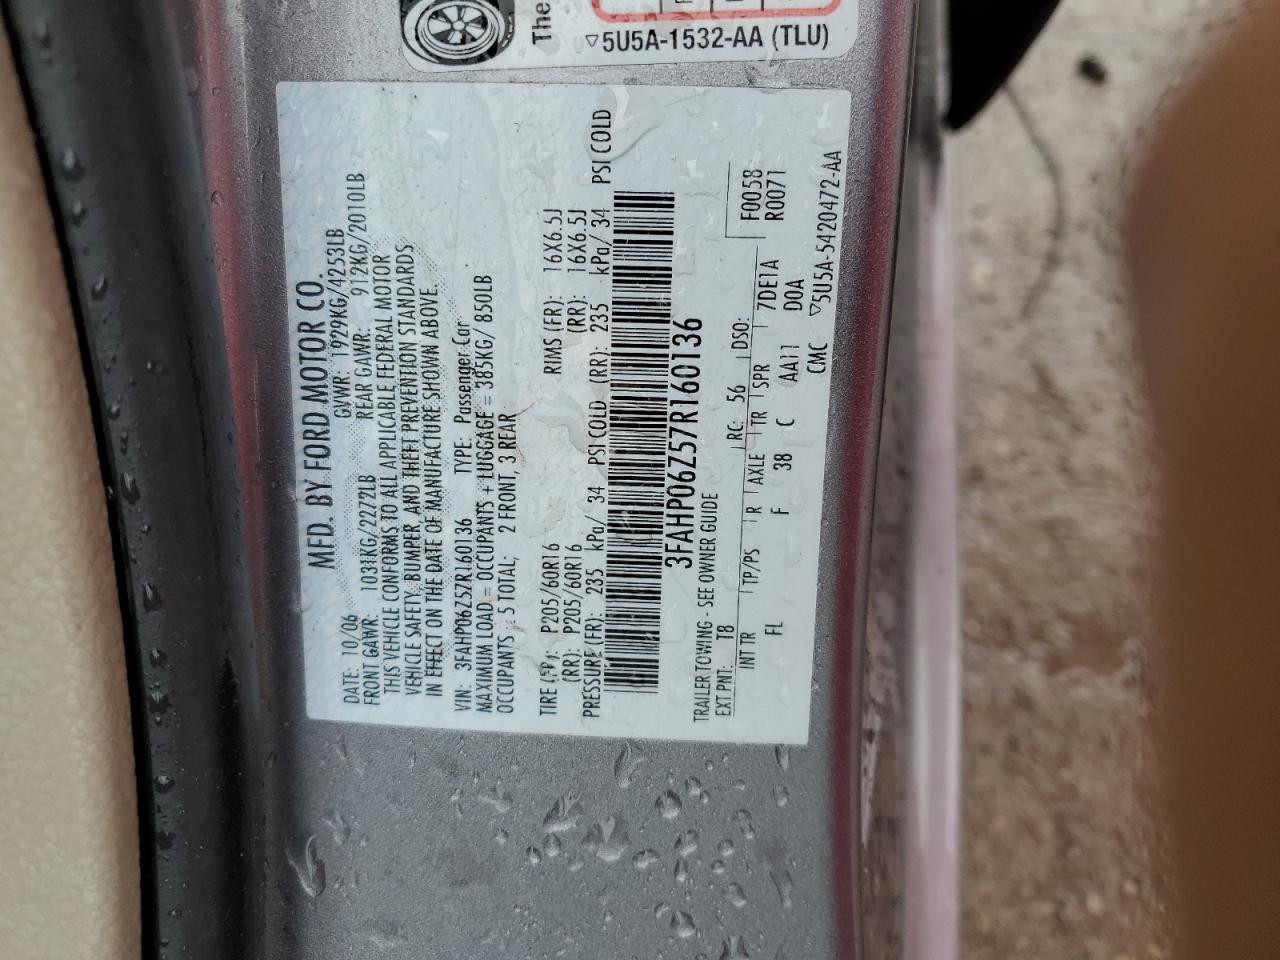 The
▽5U5A-1532-AA (TLU)
MFD. BY FORD MOTOR CO.
DATE: 10/06 GVWR: 1929KG/4253LB
FRONT GAWR: 1031KG/2272LB REAR GAWR: 912KG/2010LB
THIS VEHICLE CONFORMS TO ALL APPLICABLE FEDERAL MOTOR
VEHICLE SAFETY, BUMPER, AND THEFT PREVENTION STANDARDS
IN EFFECT ON THE DATE OF MANUFACTURE SHOWN ABOVE.
VIN: 3FAHP06Z57R160136 TYPE: Passenger Car
MAXIMUM LOAD = OCCUPANTS + LUGGAGE = 385KG/ 850LB
OCCUPANTS : 5 TOTAL; 2 FRONT, 3 REAR
TIRE (FR): P205/60R16 RIMS (FR): 16X6.5J
(RR): P205/60R16 (RR): 16X6.5J
PRESSURE (FR): 235 kPa/ 34 PSI COLD (RR): 235 kPa/ 34 PSI COLD
3FAHP06Z57R160136
TRAILER TOWING - SEE OWNER GUIDE
EXT PNT: T8 RC: 56 DSO: F0058
INT TR TP/PS R AXLE TR SPR 7DE1A R0071
FL F 38 C AA11 D0A
CMC ▽5U5A-5420472-AA